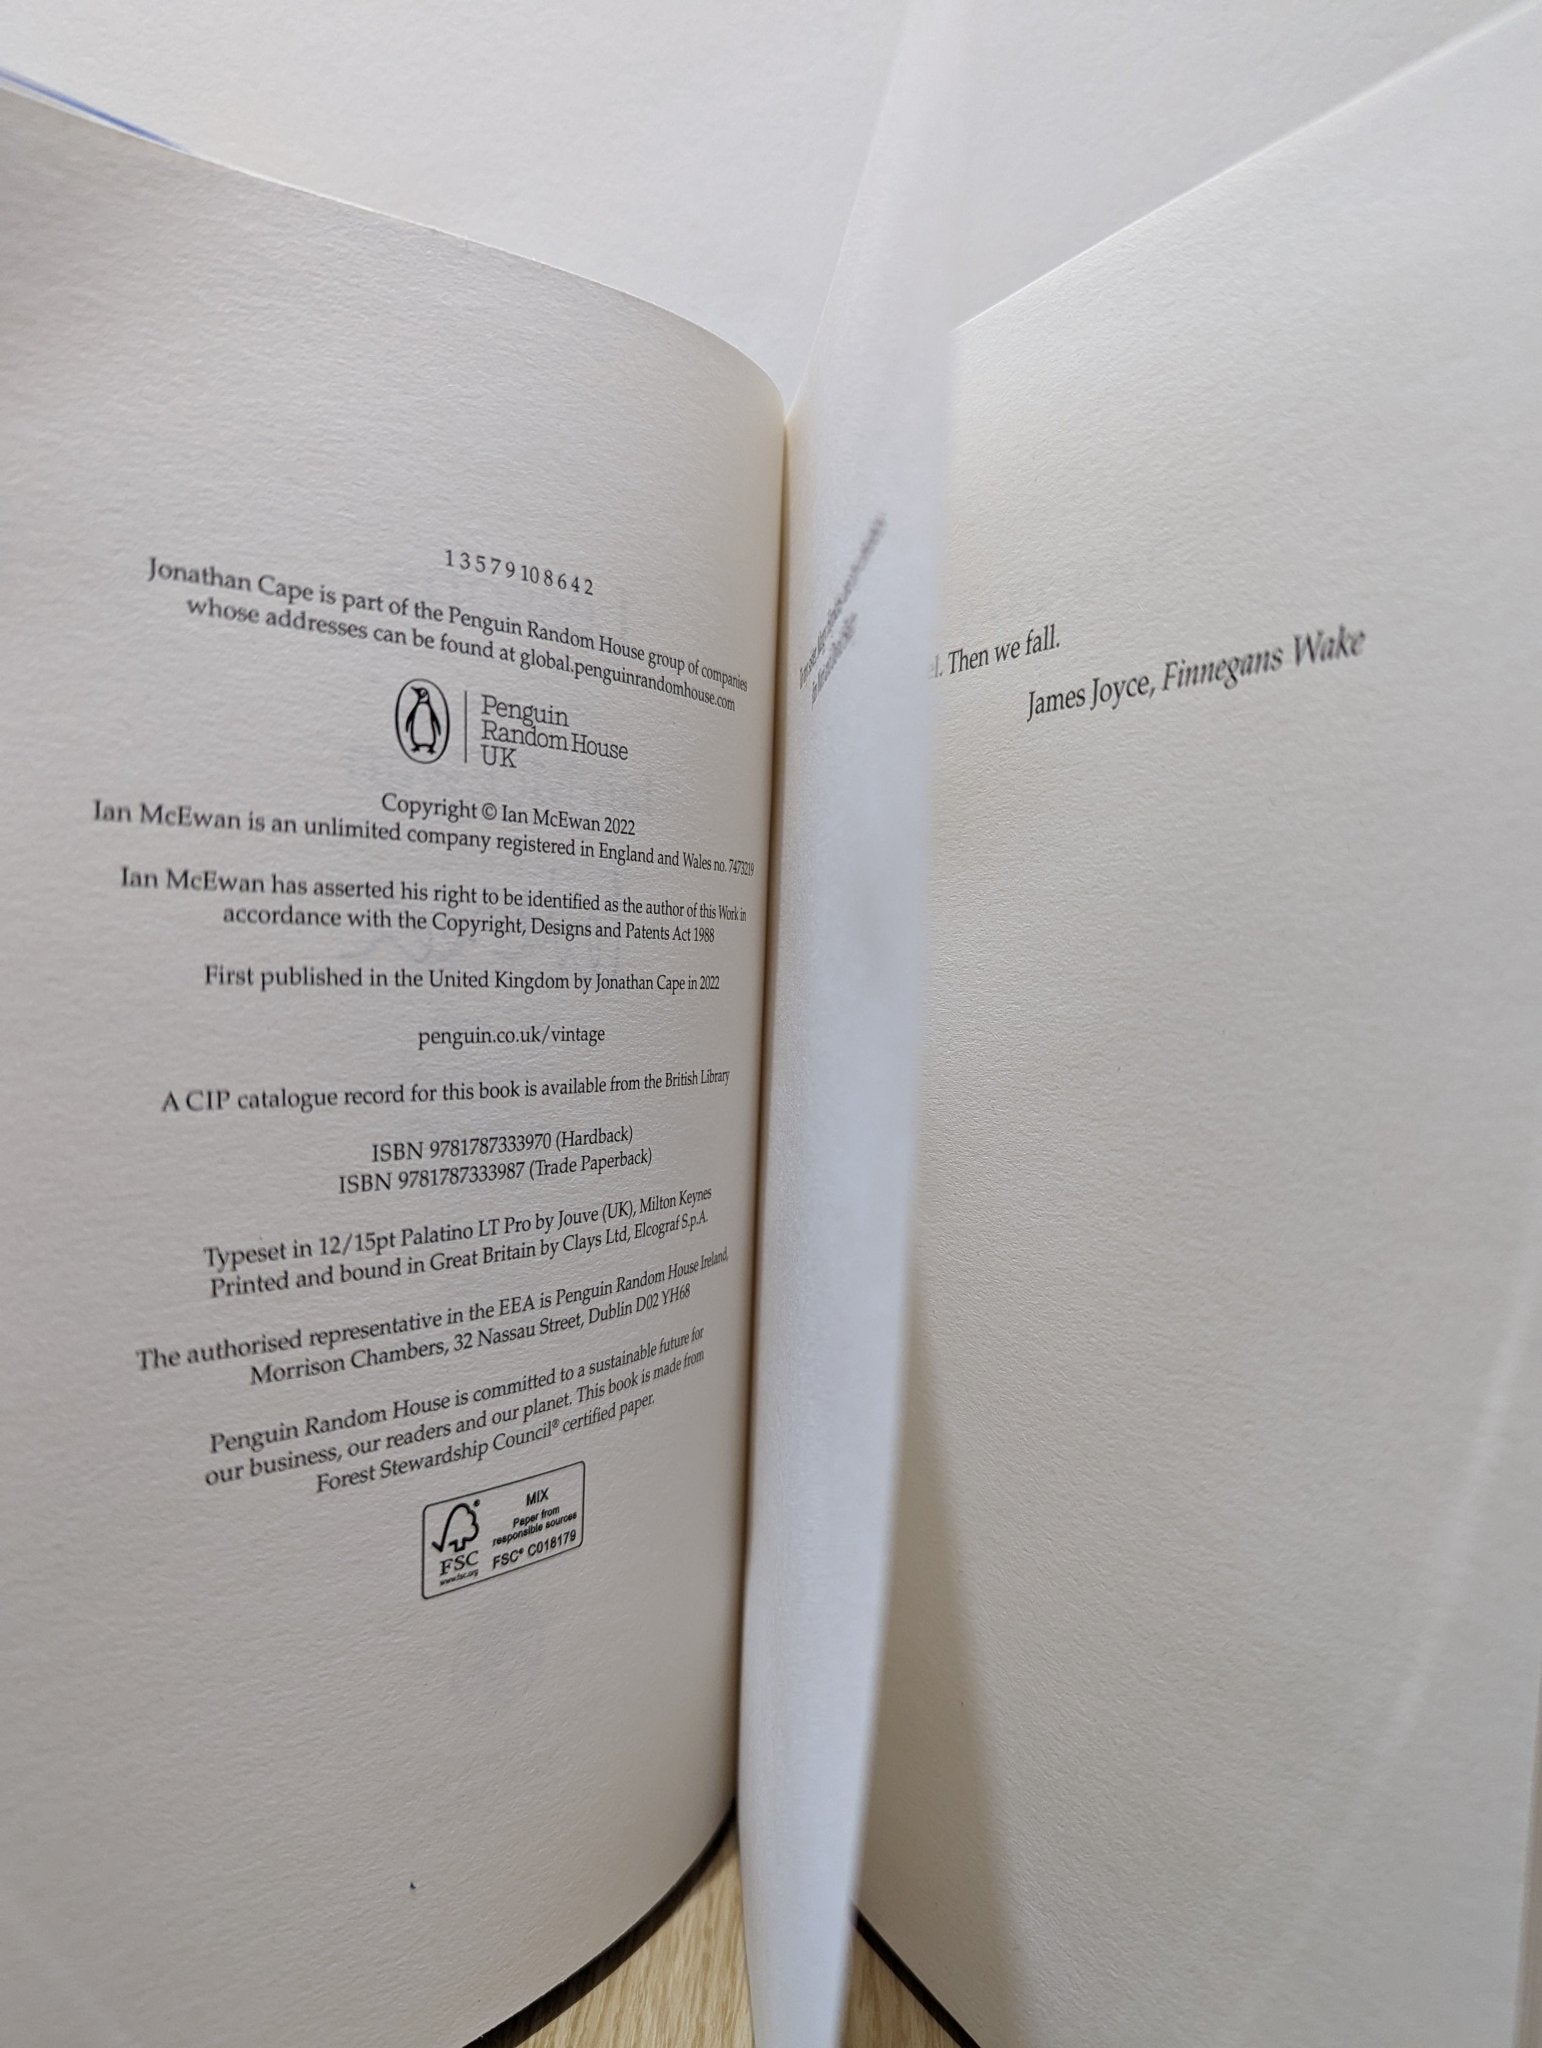 1 3 5 7 9 10 8 6 4 2
Jonathan Cape is part of the Penguin Random House group of companies
whose addresses can be found at global.penguinrandomhouse.com
Penguin
Random House
UK
Copyright © Ian McEwan 2022
Ian McEwan is an unlimited company registered in England and Wales no. 7473219
Ian McEwan has asserted his right to be identified as the author of this Work in
accordance with the Copyright, Designs and Patents Act 1988
First published in the United Kingdom by Jonathan Cape in 2022
penguin.co.uk/vintage
A CIP catalogue record for this book is available from the British Library
ISBN 9781787333970 (Hardback)
ISBN 9781787333987 (Trade Paperback)
Typeset in 12/15pt Palatino LT Pro by Jouve (UK), Milton Keynes
Printed and bound in Great Britain by Clays Ltd, Elcograf S.p.A.
The authorised representative in the EEA is Penguin Random House Ireland,
Morrison Chambers, 32 Nassau Street, Dublin D02 YH68
Penguin Random House is committed to a sustainable future for
our business, our readers and our planet. This book is made from
Forest Stewardship Council® certified paper.
®
FSC
www.fsc.org
MIX
Paper from
responsible sources
FSC® C018179
Then we fall.
James Joyce, Finnegans Wake